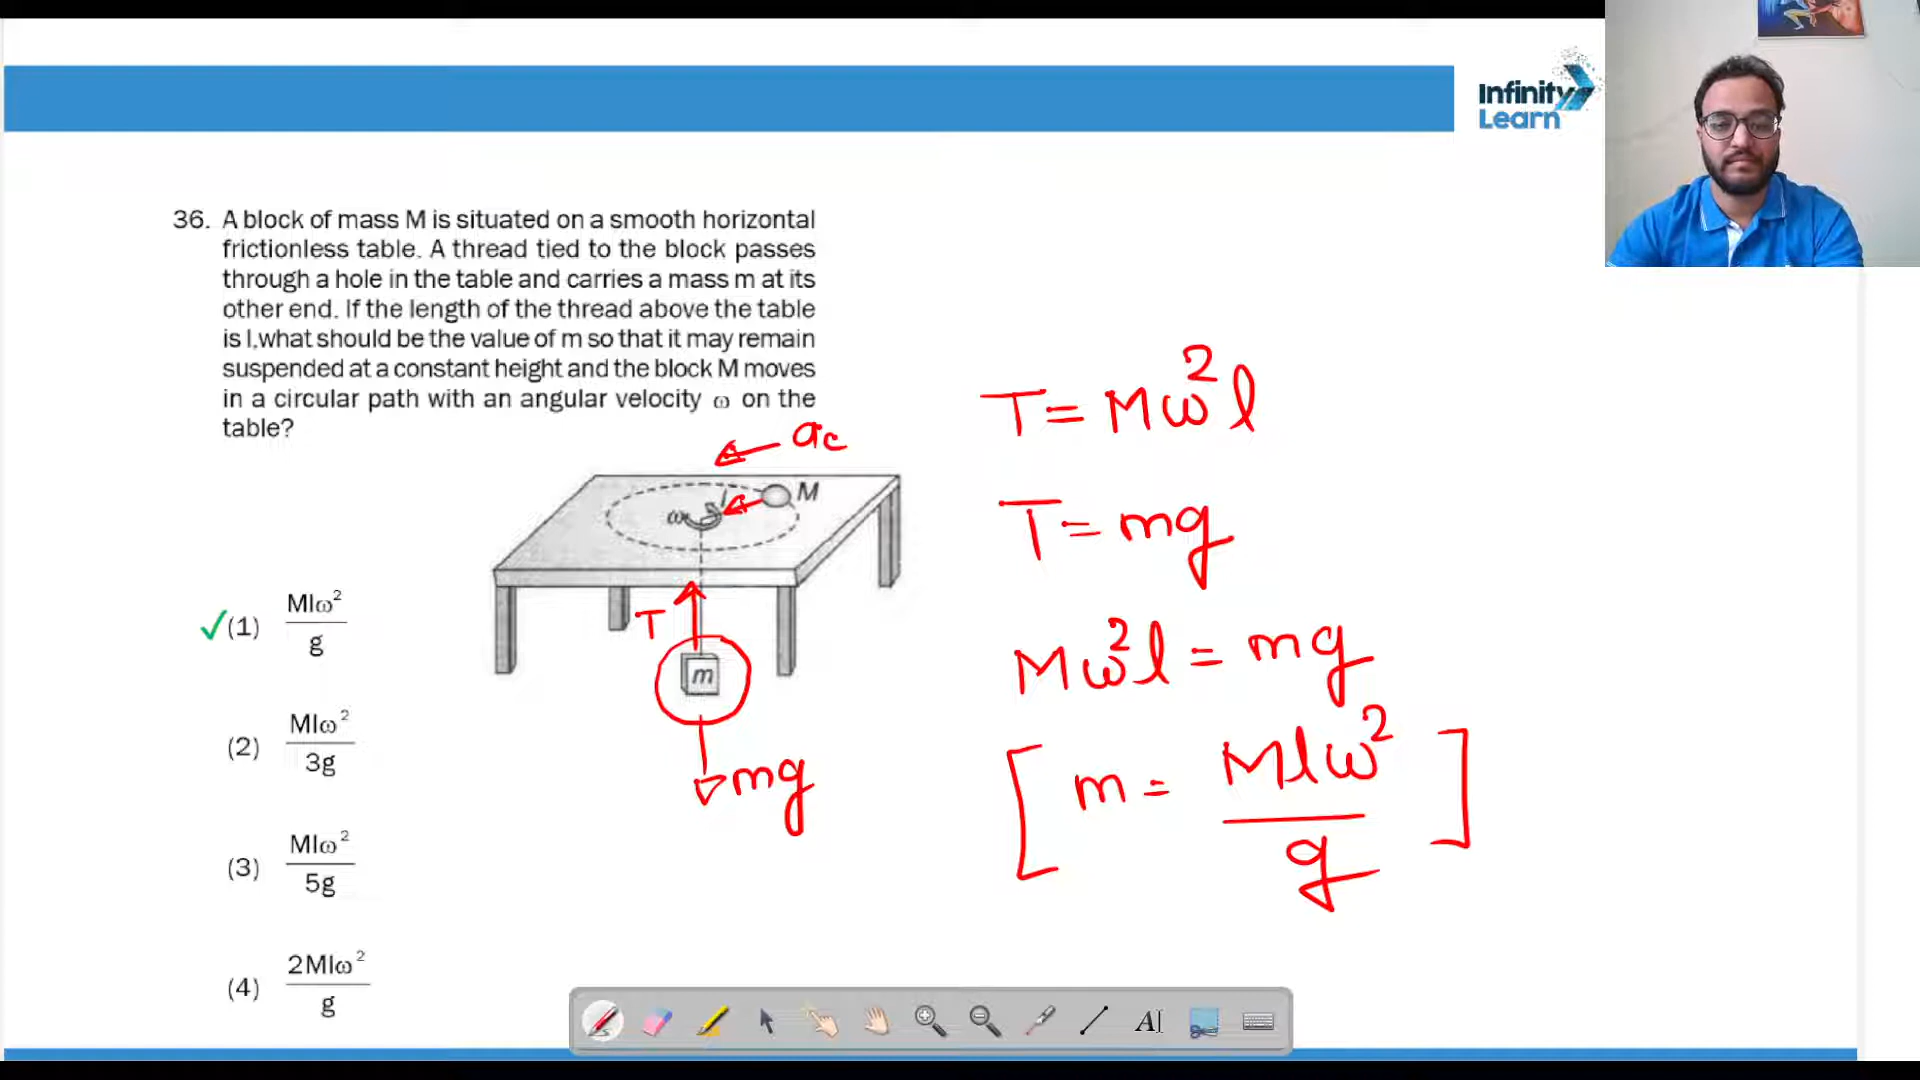 Infinity
Learn
36. A block of mass M is situated on a smooth horizontal
frictionless table. A thread tied to the block passes
through a hole in the table and carries a mass m at its
other end. If the length of the thread above the table
is l,what should be the value of m so that it may remain
suspended at a constant height and the block M moves
in a circular path with an angular velocity ω on the
table?
a꜀
l
M
ω
T
m
mg
✓(1) Mlω²/g
(2) Mlω²/3g
(3) Mlω²/5g
(4) 2Mlω²/g
T = Mω²l
T = mg
Mω²l = mg
[ m = Mlω²/g ]
A